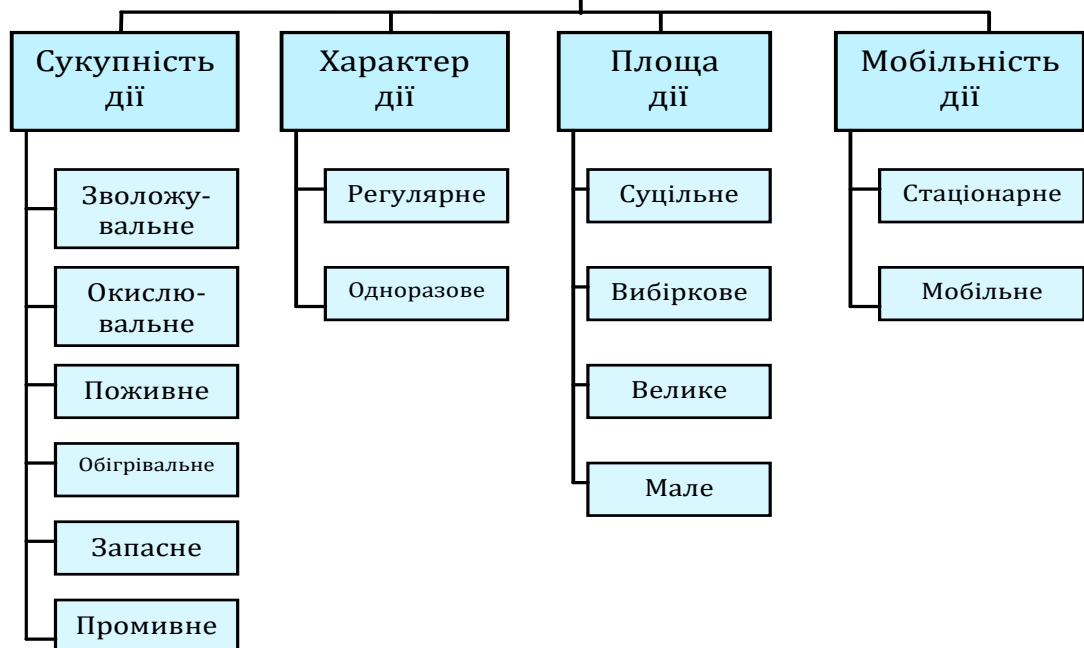 Сукупність
дії
Зволожу-
вальне
Окислю-
вальне
Поживне
Обігрівальне
Запасне
Промивне
Характер
дії
Регулярне
Одноразове
Площа
дії
Суцільне
Вибіркове
Велике
Мале
Мобільність
дії
Стаціонарне
Мобільне